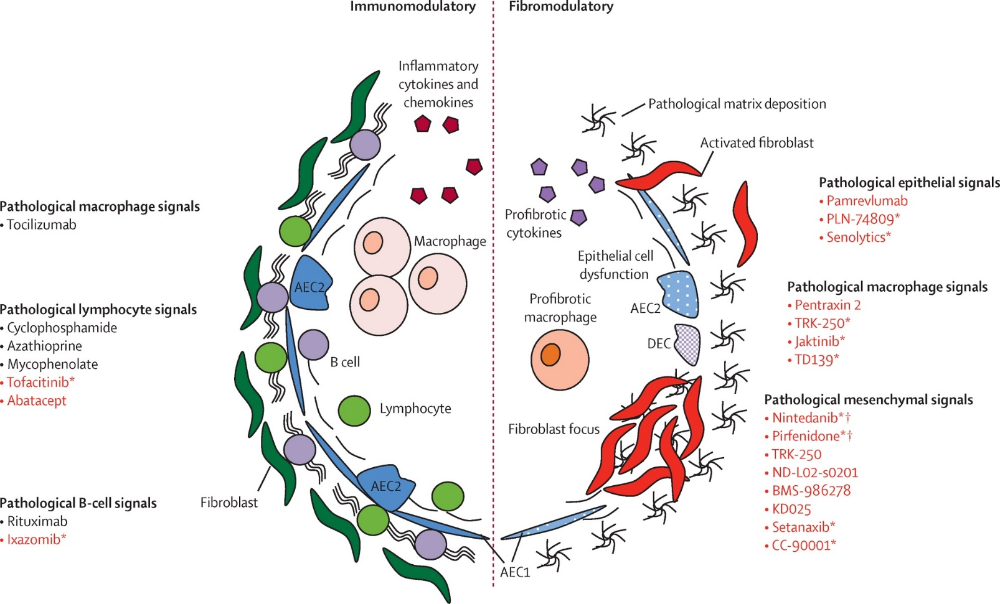 Immunomodulatory
Fibromodulatory
Inflammatory
cytokines and
chemokines
Pathological matrix deposition
Activated fibroblast
Pathological macrophage signals
• Tocilizumab
Pathological lymphocyte signals
• Cyclophosphamide
• Azathioprine
• Mycophenolate
• Tofacitinib*
• Abatacept
Pathological B-cell signals
• Rituximab
• Ixazomib*
Macrophage
AEC2
B cell
Lymphocyte
AEC2
Fibroblast
AEC1
Profibrotic
cytokines
Epithelial cell
dysfunction
AEC2
Profibrotic
macrophage
DEC
Fibroblast focus
Pathological epithelial signals
• Pamrevlumab
• PLN-74809*
• Senolytics*
Pathological macrophage signals
• Pentraxin 2
• TRK-250*
• Jaktinib*
• TD139*
Pathological mesenchymal signals
• Nintedanib*†
• Pirfenidone*†
• TRK-250
• ND-L02-s0201
• BMS-986278
• KD025
• Setanaxib*
• CC-90001*